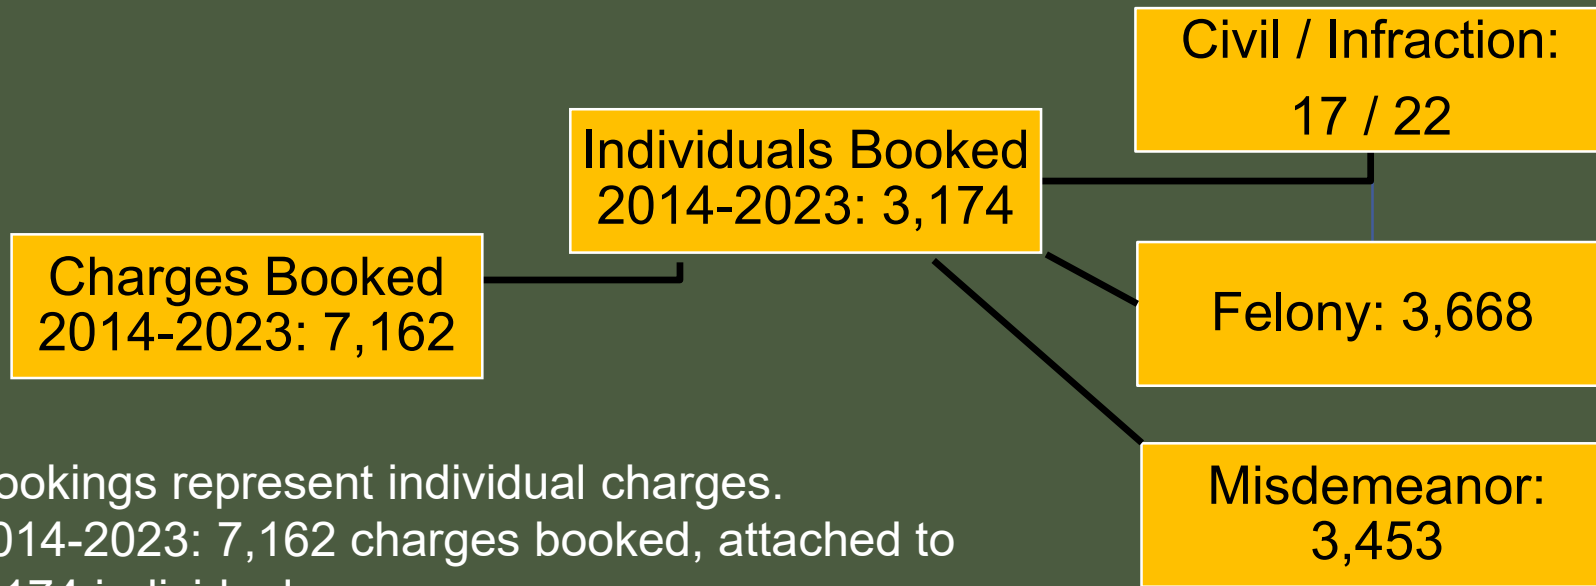 Civil / Infraction:
17 / 22
Individuals Booked
2014-2023: 3,174
Charges Booked
2014-2023: 7,162
Felony: 3,668
Misdemeanor:
3,453
ookings represent individual charges.
014-2023: 7,162 charges booked, attached to